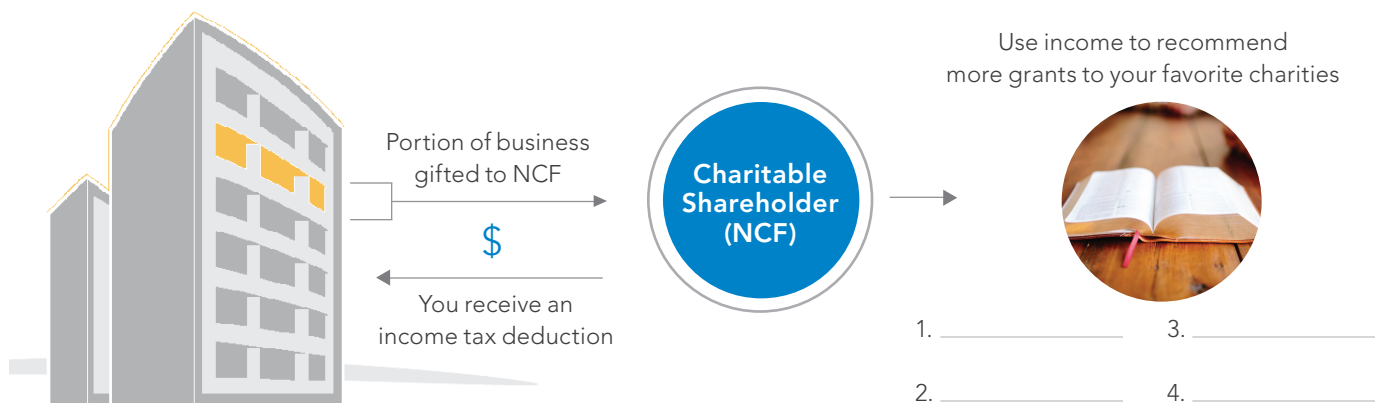 Portion of business
gifted to NCF
$
You receive an
income tax deduction
Charitable
Shareholder
(NCF)
Use income to recommend
more grants to your favorite charities
1.
2.
3.
4.